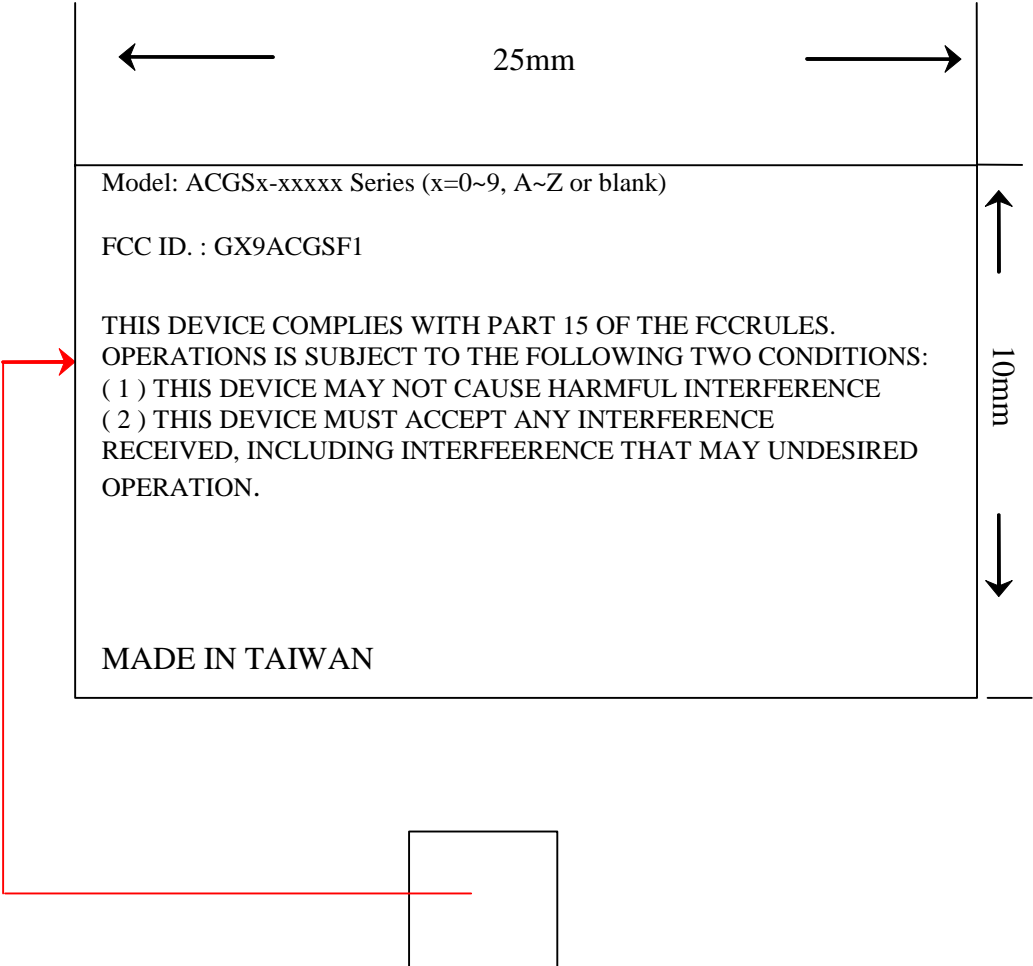 25mm
Model: ACGSx-xxxxx Series (x=0~9, A~Z or blank)
FCC ID. : GX9ACGSF1
THIS DEVICE COMPLIES WITH PART 15 OF THE FCCRULES.
OPERATIONS IS SUBJECT TO THE FOLLOWING TWO CONDITIONS:
( 1 ) THIS DEVICE MAY NOT CAUSE HARMFUL INTERFERENCE
( 2 ) THIS DEVICE MUST ACCEPT ANY INTERFERENCE
RECEIVED, INCLUDING INTERFEERENCE THAT MAY UNDESIRED
OPERATION.
MADE IN TAIWAN
10mm